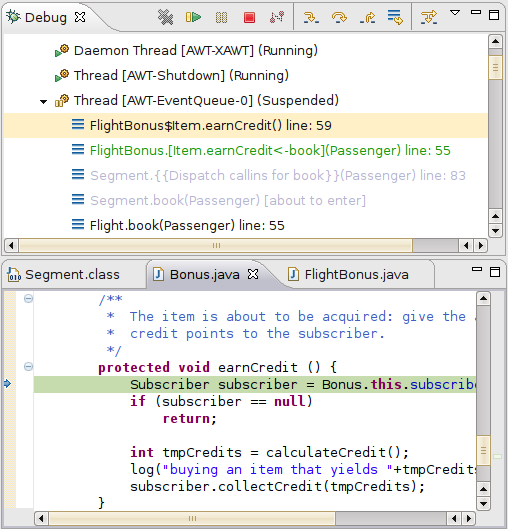 Debug
Daemon Thread [AWT-XAWT] (Running)
Thread [AWT-Shutdown] (Running)
Thread [AWT-EventQueue-0] (Suspended)
FlightBonus$Item.earnCredit() line: 59
FlightBonus.[Item.earnCredit<-book](Passenger) line: 55
Segment.{{Dispatch callins for book}}(Passenger) line: 83
Segment.book(Passenger) [about to enter]
Flight.book(Passenger) line: 55
Segment.class Bonus.java FlightBonus.java
/**
* The item is about to be acquired: give the
* credit points to the subscriber.
*/
protected void earnCredit () {
Subscriber subscriber = Bonus.this.subscribe
if (subscriber == null)
return;
int tmpCredits = calculateCredit();
log("buying an item that yields "+tmpCredits
subscriber.collectCredit(tmpCredits);
}